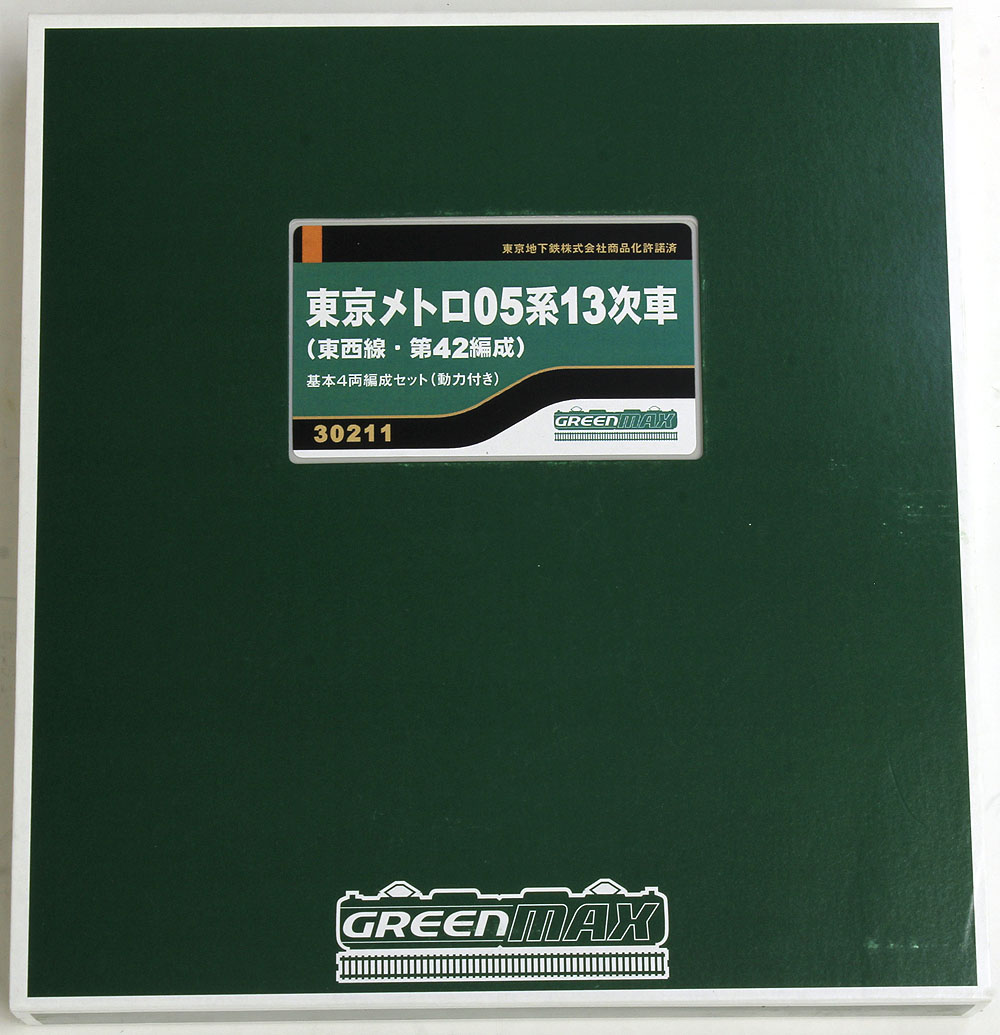 東京地下鉄株式会社商品化許諾済
東京メトロ05系13次車
(東西線・第42編成)
基本4両編成セット(動力付き)
30211
GREENMAX
GREENMAX